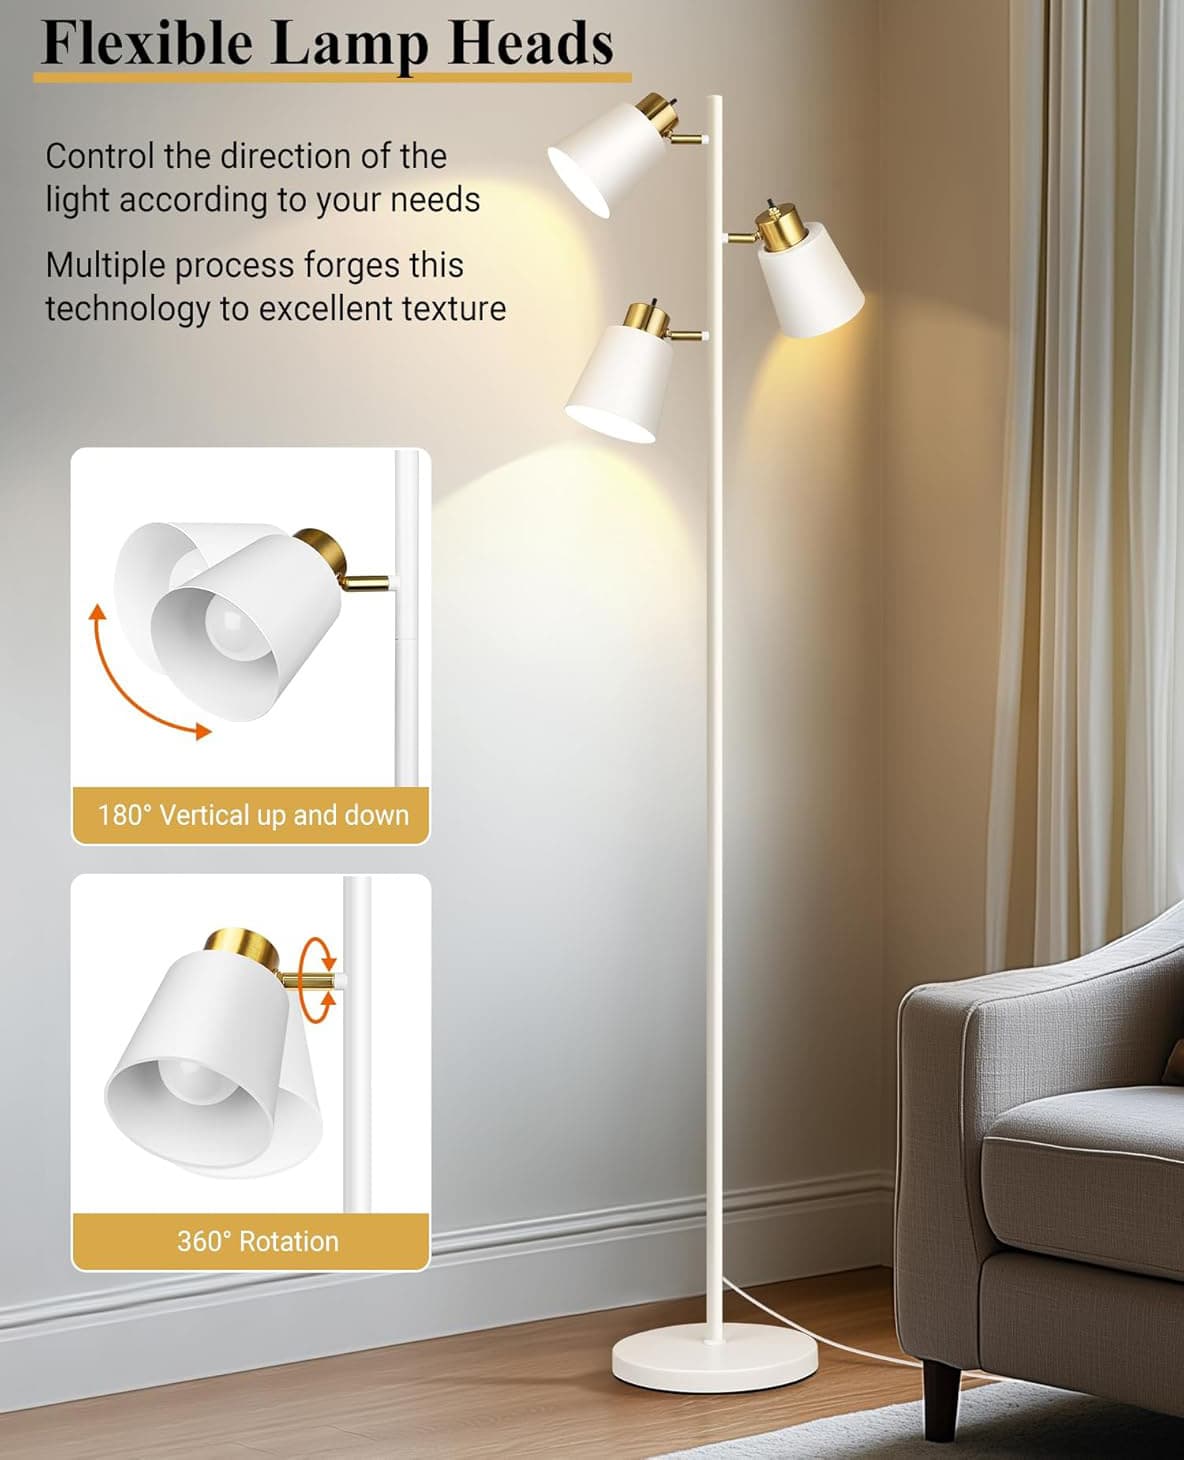 Flexible Lamp Heads
Control the direction of the
light according to your needs
Multiple process forges this
technology to excellent texture
180° Vertical up and down
360° Rotation